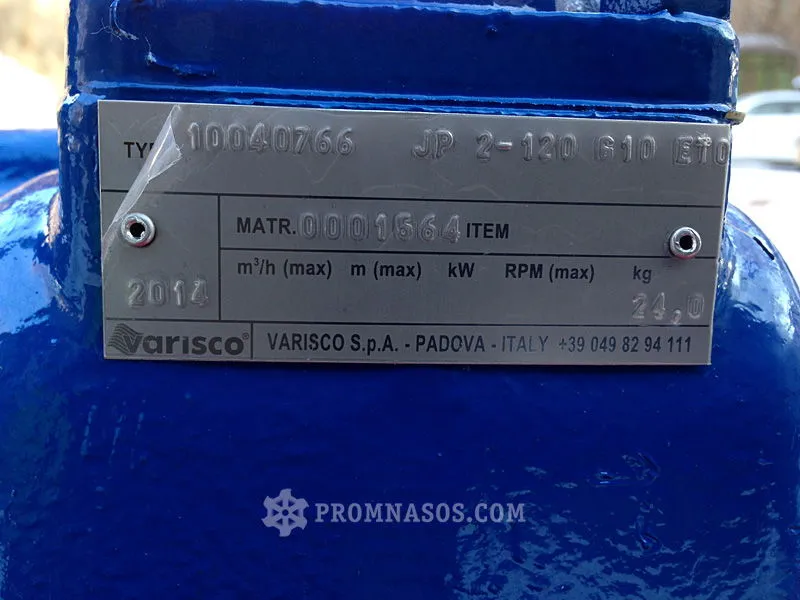 TYPE 10040766 JP 2-120 G10 ET0
MATR. 0001564 ITEM
m³/h (max) m (max) kW RPM (max) kg
2014 24,0
varisco® VARISCO S.p.A. - PADOVA - ITALY +39 049 82 94 111
PROMNASOS.COM